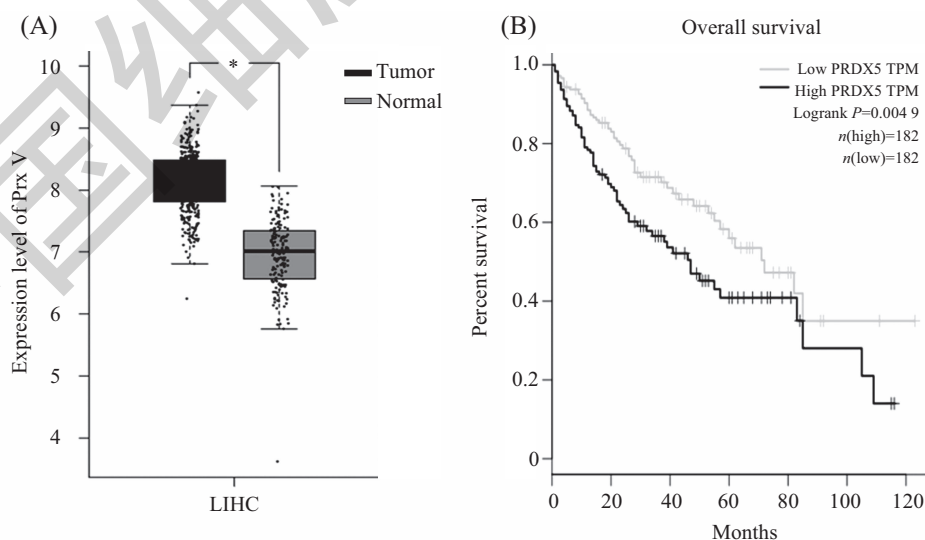 (A)
Expression level of Prx V
10
9
8
7
6
5
4
*
Tumor
Normal
LIHC
(B)
Overall survival
Percent survival
1.0
0.8
0.6
0.4
0.2
0
Low PRDX5 TPM
High PRDX5 TPM
Logrank P=0.004 9
n(high)=182
n(low)=182
0 20 40 60 80 100 120
Months
国细